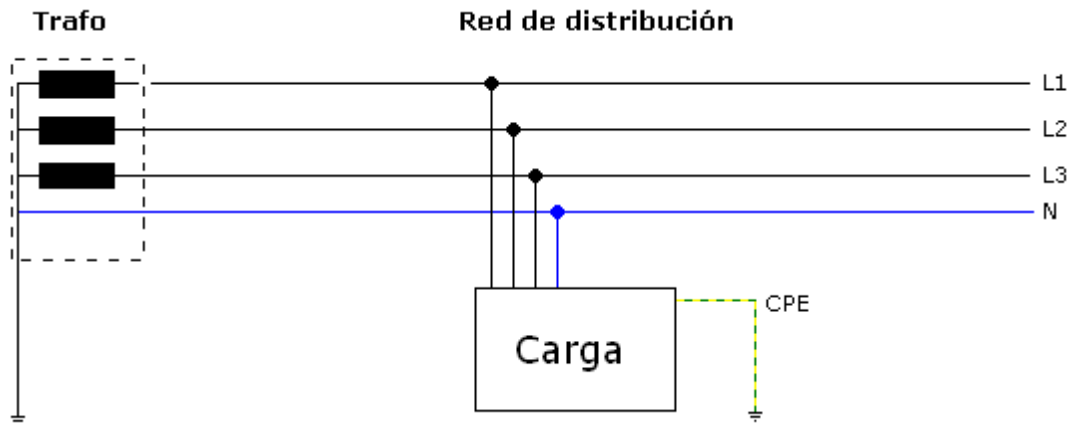 Trafo
Red de distribución
L1
L2
L3
N
CPE
Carga